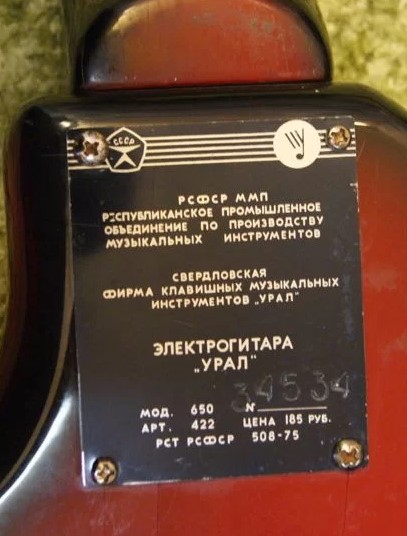 СССР
РСФСР ММП
РЕСПУБЛИКАНСКОЕ ПРОМЫШЛЕННОЕ
ОБЪЕДИНЕНИЕ ПО ПРОИЗВОДСТВУ
МУЗЫКАЛЬНЫХ ИНСТРУМЕНТОВ
СВЕРДЛОВСКАЯ
ФИРМА КЛАВИШНЫХ МУЗЫКАЛЬНЫХ
ИНСТРУМЕНТОВ „УРАЛ"
ЭЛЕКТРОГИТАРА
„УРАЛ"
МОД. 650 N 34534
АРТ. 422 ЦЕНА 185 РУБ.
РСТ РСФСР 508-75